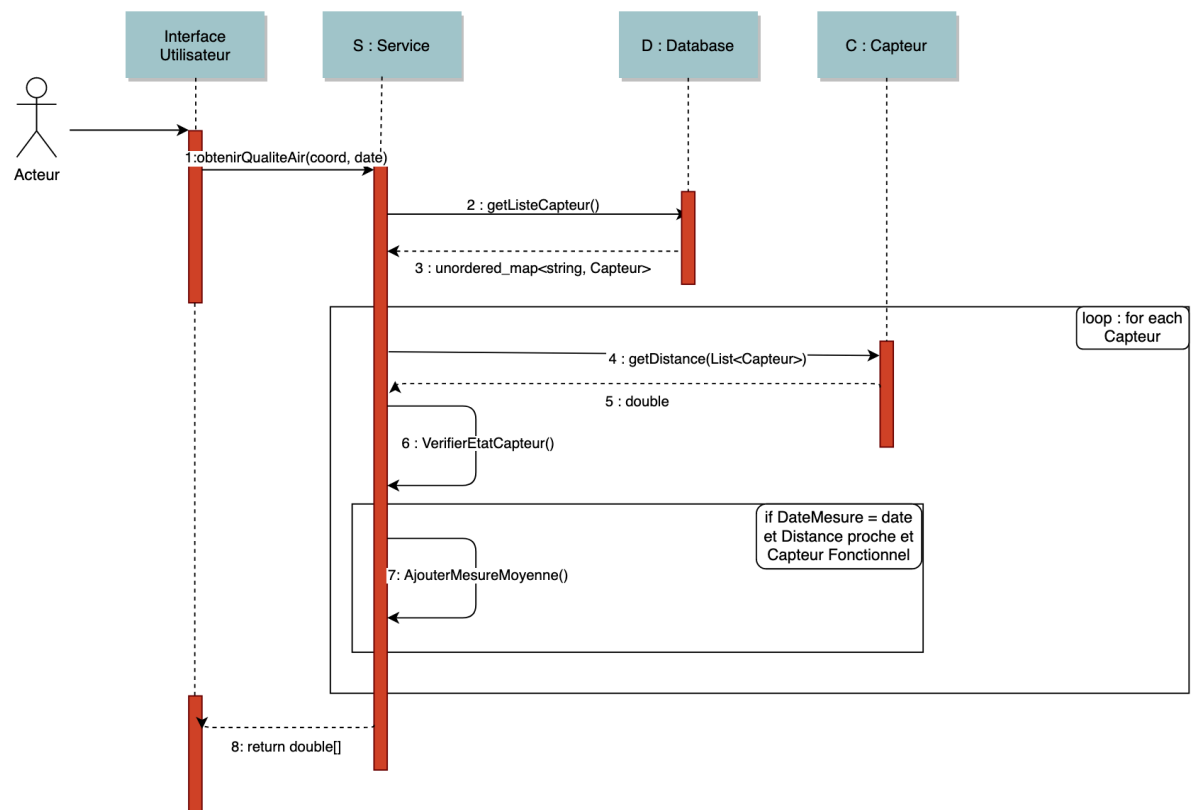 Interface
Utilisateur
S : Service
D : Database
C : Capteur
Acteur
1:obtenirQualiteAir(coord, date)
2 : getListeCapteur()
3 : unordered_map<string, Capteur>
loop : for each
Capteur
4 : getDistance(List<Capteur>)
5 : double
6 : VerifierEtatCapteur()
if DateMesure = date
et Distance proche et
Capteur Fonctionnel
7: AjouterMesureMoyenne()
8: return double[]